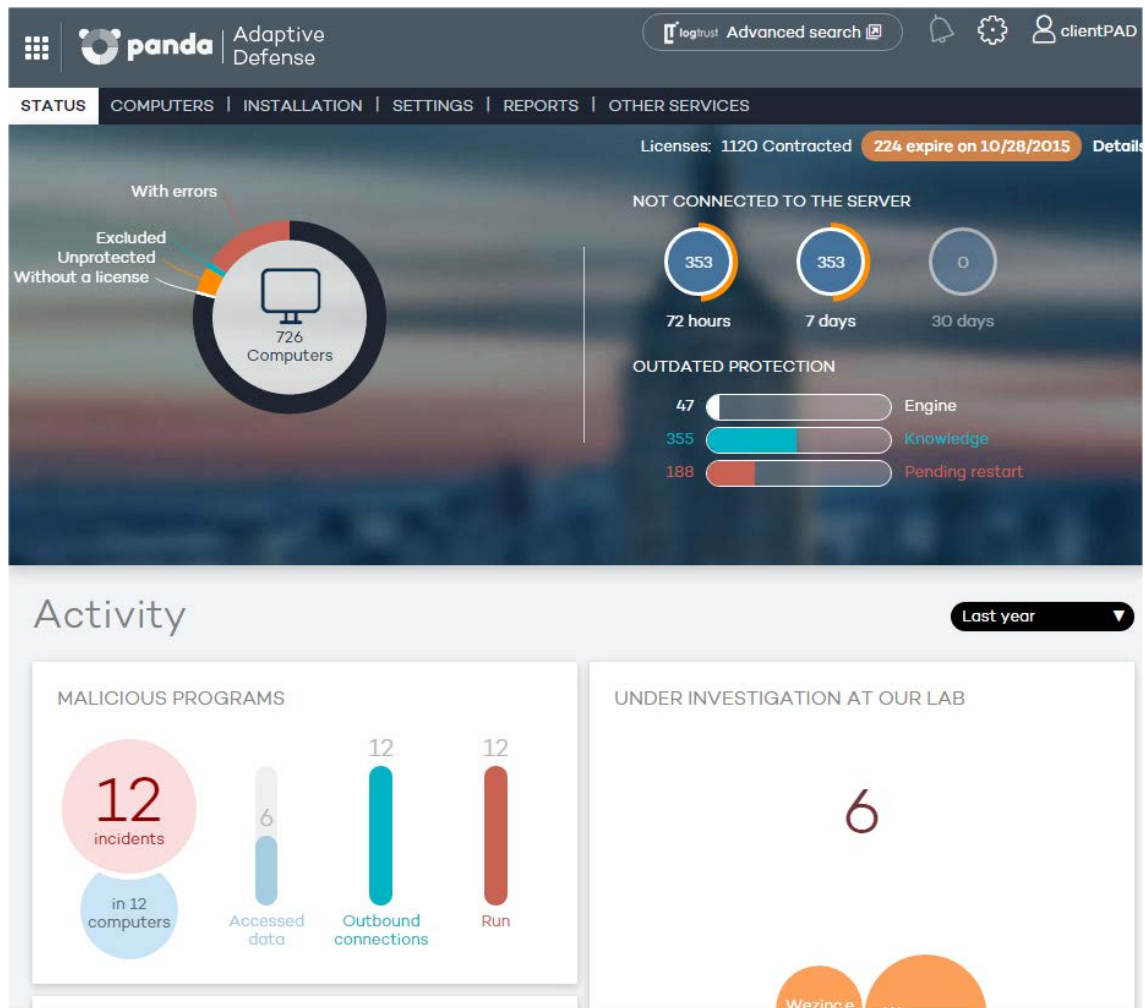 panda
Adaptive
Defense
logtrust Advanced search
clientPAD
STATUS COMPUTERS | INSTALLATION | SETTINGS | REPORTS | OTHER SERVICES
Licenses: 1120 Contracted 224 expire on 10/28/2015 Details
With errors
Excluded
Unprotected
Without a license
726
Computers
NOT CONNECTED TO THE SERVER
353 353 0
72 hours 7 days 30 days
OUTDATED PROTECTION
47 Engine
355 Knowledge
188 Pending restart
Activity
Last year
MALICIOUS PROGRAMS
12
incidents
in 12
computers
6
Accessed
data
12
Outbound
connections
12
Run
UNDER INVESTIGATION AT OUR LAB
6